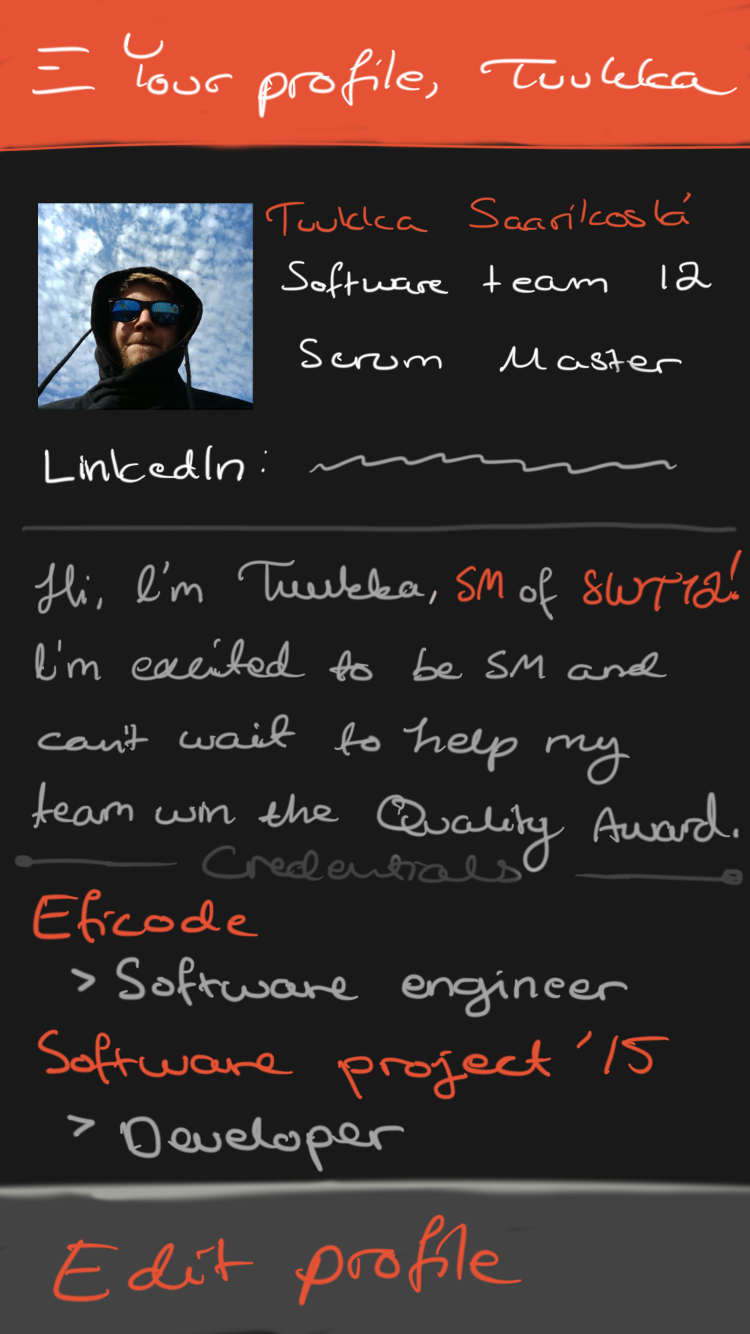 Your profile, Tuukka
Tuukka Saarikoski
Software team 12
Scrum Master
LinkedIn:
Hi, I'm Tuukka, SM of SWT12!
I'm excited to be SM and
can't wait to help my
team win the Quality Award.
Credentials
Eficode
> Software engineer
Software project '15
> Developer
Edit profile